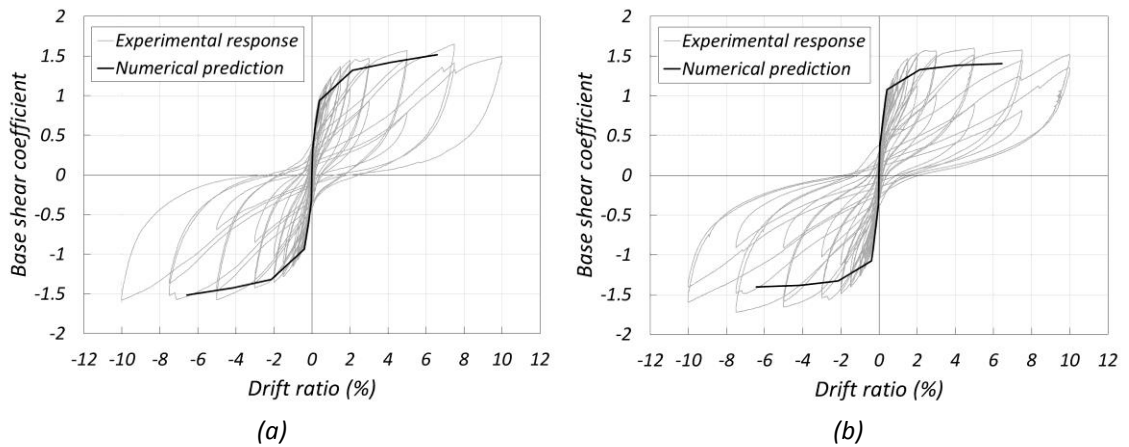 2
1.5
1
0.5
0
-0.5
-1
-1.5
-2
Base shear coefficient
Experimental response
Numerical prediction
-12 -10 -8 -6 -4 -2 0 2 4 6 8 10 12
Drift ratio (%)
(a)
2
1.5
1
0.5
0
-0.5
-1
-1.5
-2
Base shear coefficient
Experimental response
Numerical prediction
-12 -10 -8 -6 -4 -2 0 2 4 6 8 10 12
Drift ratio (%)
(b)